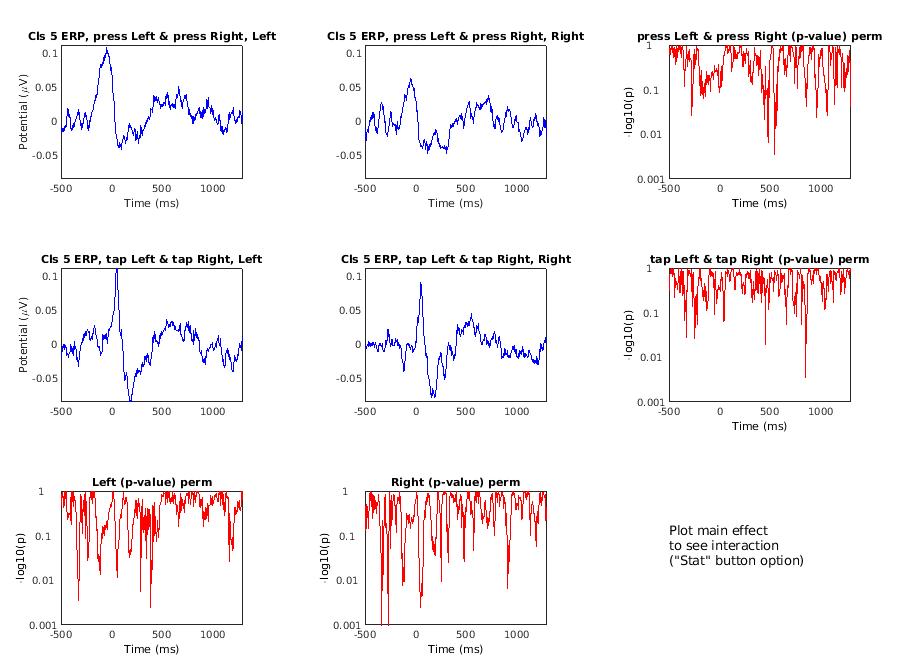 Cls 5 ERP, press Left & press Right, Left
Cls 5 ERP, press Left & press Right, Right
press Left & press Right (p-value) perm
Potential (μV)
0.1
0.05
0
-0.05
-500
0
500
1000
Time (ms)
0.1
0.05
0
-0.05
-500
0
500
1000
Time (ms)
-log10(p)
1
0.1
0.01
0.001
-500
0
500
1000
Time (ms)
Cls 5 ERP, tap Left & tap Right, Left
Cls 5 ERP, tap Left & tap Right, Right
tap Left & tap Right (p-value) perm
Potential (μV)
0.1
0.05
0
-0.05
-500
0
500
1000
Time (ms)
0.1
0.05
0
-0.05
-500
0
500
1000
Time (ms)
-log10(p)
1
0.1
0.01
0.001
-500
0
500
1000
Time (ms)
Left (p-value) perm
Right (p-value) perm
-log10(p)
1
0.1
0.01
0.001
-500
0
500
1000
Time (ms)
-log10(p)
1
0.1
0.01
0.001
-500
0
500
1000
Time (ms)
Plot main effect
to see interaction
("Stat" button option)